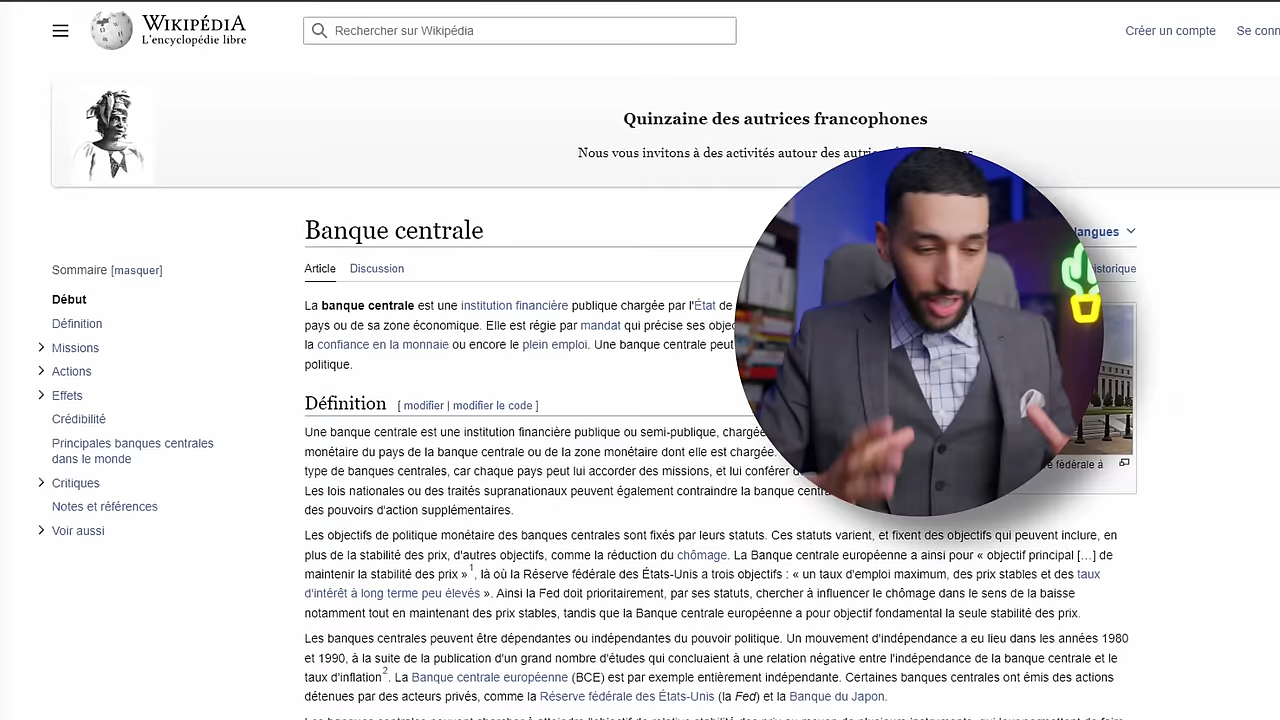 WIKIPÉDIA
L'encyclopédie libre
Rechercher sur Wikipédia
Créer un compte
Se conn
Quinzaine des autrices francophones
Nous vous invitons à des activités autour des
Banque centrale
langues
Article Discussion
istorique
Sommaire [masquer]
Début
Définition
Missions
Actions
Effets
Crédibilité
Principales banques centrales
dans le monde
Critiques
Notes et références
Voir aussi
La banque centrale est une institution financière publique chargée par l'État de
pays ou de sa zone économique. Elle est régie par mandat qui précise ses
la confiance en la monnaie ou encore le plein emploi. Une banque centrale peut
politique.
Définition [ modifier | modifier le code ]
Une banque centrale est une institution financière publique ou semi-publique, chargée
monétaire du pays de la banque centrale ou de la zone monétaire dont elle est chargée.
type de banques centrales, car chaque pays peut lui accorder des missions, et lui conférer
fédérale à
Les lois nationales ou des traités supranationaux peuvent également contraindre la banque
des pouvoirs d'action supplémentaires.
Les objectifs de politique monétaire des banques centrales sont fixés par leurs statuts. Ces statuts varient, et fixent des objectifs qui peuvent inclure, en
plus de la stabilité des prix, d'autres objectifs, comme la réduction du chômage. La Banque centrale européenne a ainsi pour « objectif principal [...] de
maintenir la stabilité des prix »1, là où la Réserve fédérale des États-Unis a trois objectifs : « un taux d'emploi maximum, des prix stables et des taux
d'intérêt à long terme peu élevés ». Ainsi la Fed doit prioritairement, par ses statuts, chercher à influencer le chômage dans le sens de la baisse
notamment tout en maintenant des prix stables, tandis que la Banque centrale européenne a pour objectif fondamental la seule stabilité des prix.
Les banques centrales peuvent être dépendantes ou indépendantes du pouvoir politique. Un mouvement d'indépendance a eu lieu dans les années 1980
et 1990, à la suite de la publication d'un grand nombre d'études qui concluaient à une relation négative entre l'indépendance de la banque centrale et le
taux d'inflation2. La Banque centrale européenne (BCE) est par exemple entièrement indépendante. Certaines banques centrales ont émis des actions
détenues par des acteurs privés, comme la Réserve fédérale des États-Unis (la Fed) et la Banque du Japon.